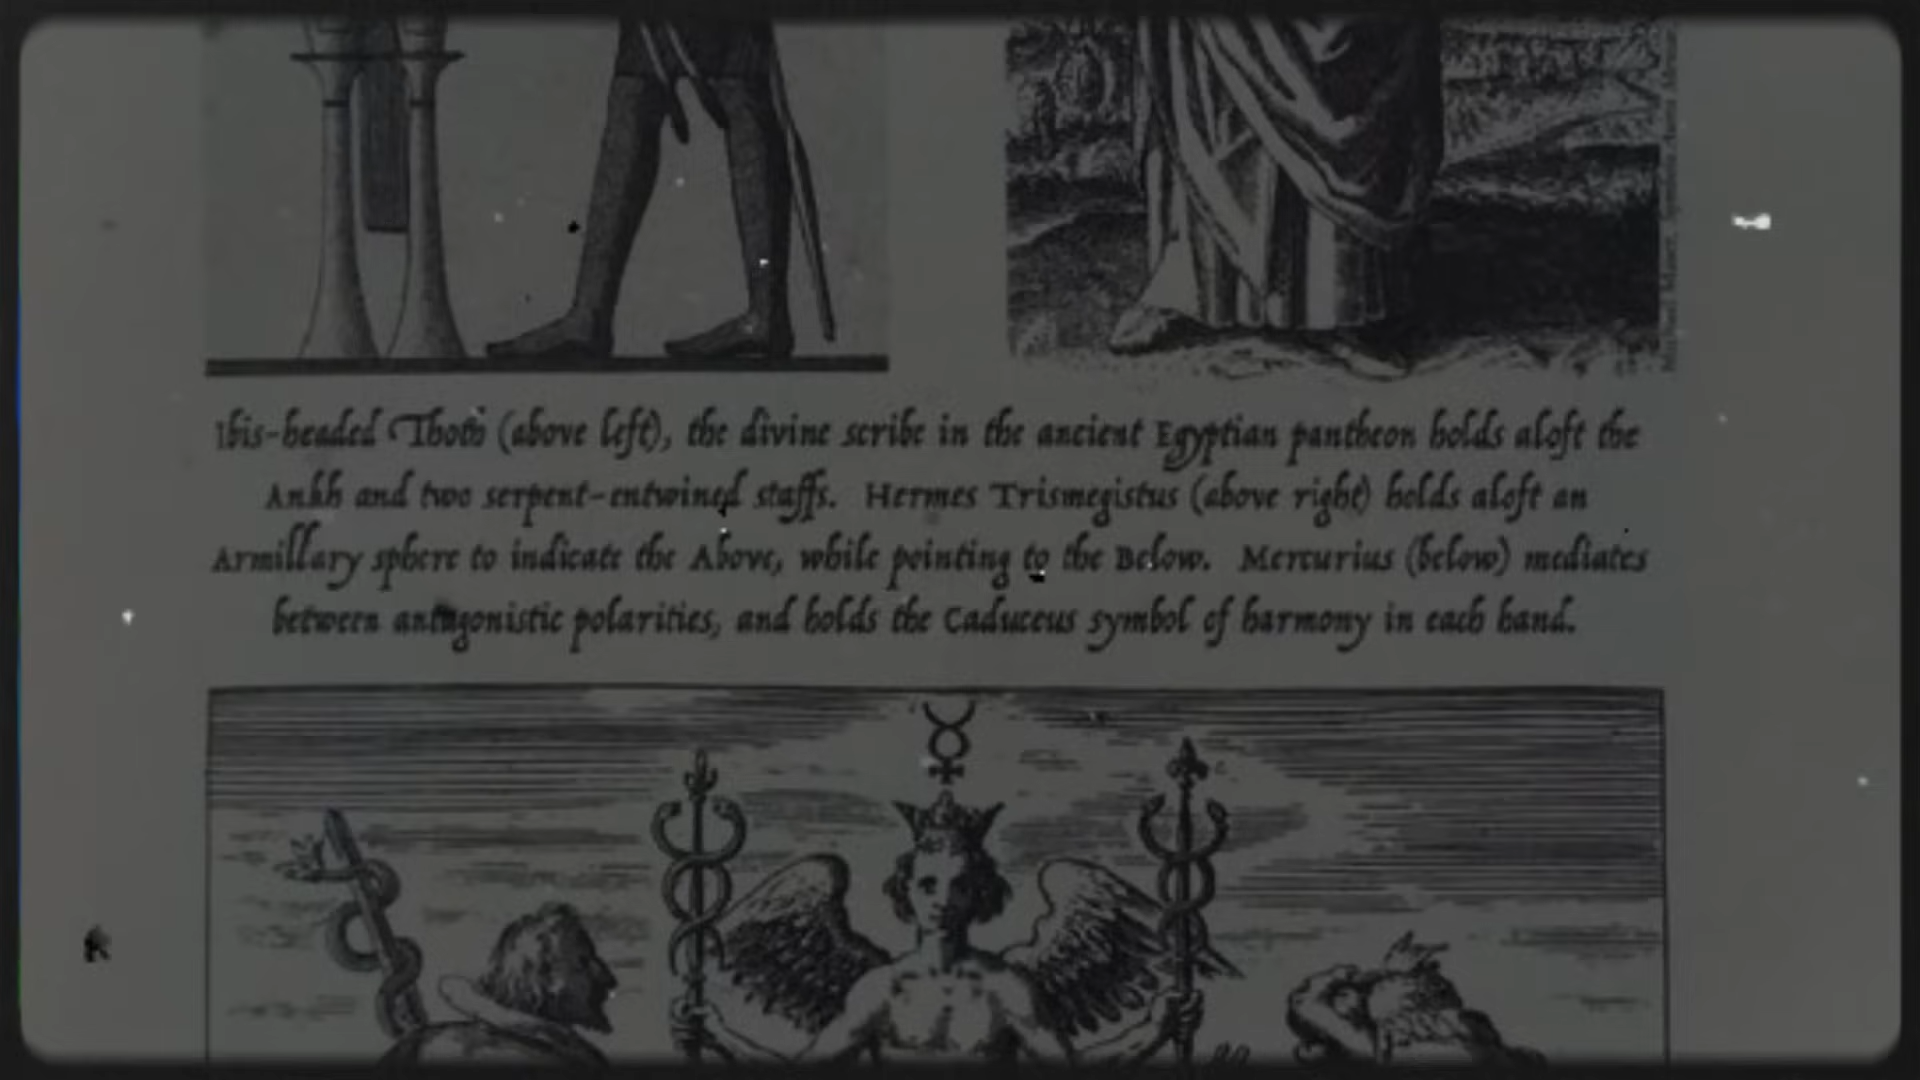 Ibis-headed Thoth (above left), the divine scribe in the ancient Egyptian pantheon holds aloft the
Ankh and two serpent-entwined staffs. Hermes Trismegistus (above right) holds aloft an
Armillary sphere to indicate the Above, while pointing to the Below. Mercurius (below) mediates
between antagonistic polarities, and holds the Caduceus symbol of harmony in each hand.